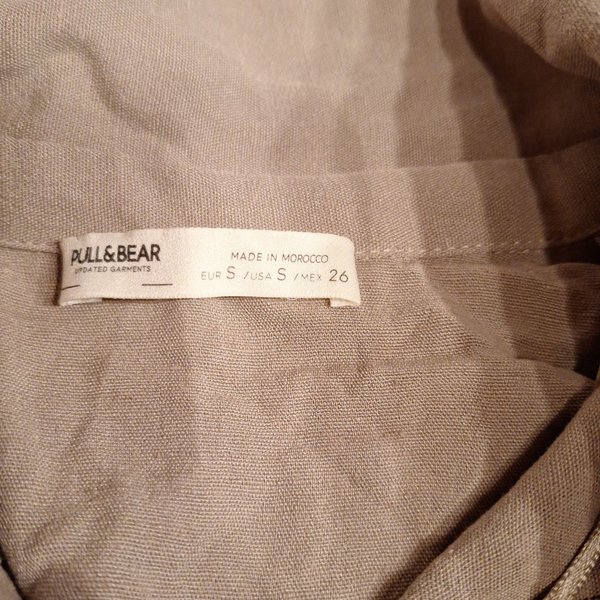 PULL&BEAR
UPDATED GARMENTS
MADE IN MOROCCO
EUR S / USA S / MEX 26